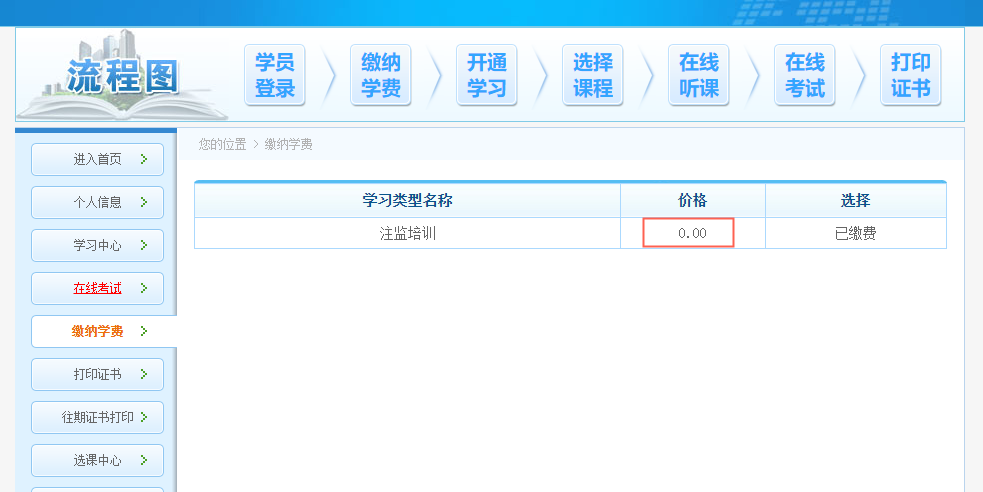 流程图
学员
登录
缴纳
学费
开通
学习
选择
课程
在线
听课
在线
考试
打印
证书
进入首页
个人信息
学习中心
在线考试
缴纳学费
打印证书
往期证书打印
选课中心
您的位置 > 缴纳学费
学习类型名称 价格 选择
注监培训 0.00 已缴费